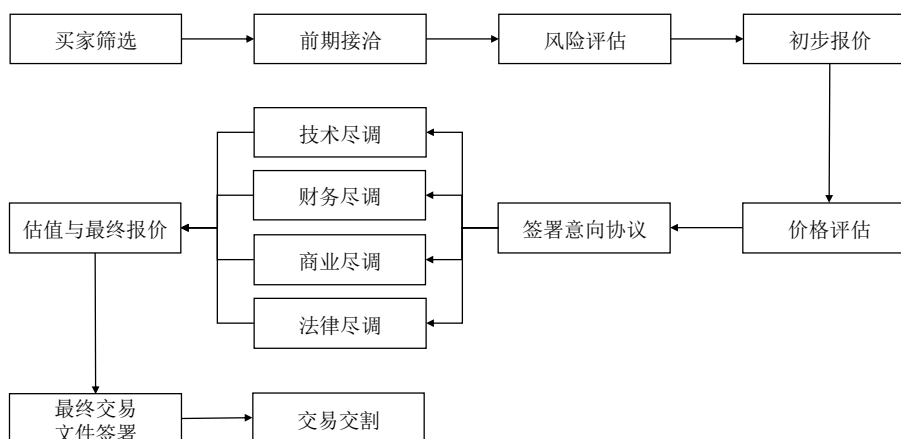 买家筛选
前期接洽
风险评估
初步报价
技术尽调
财务尽调
估值与最终报价
签署意向协议
价格评估
商业尽调
法律尽调
最终交易
文件签署
交易交割